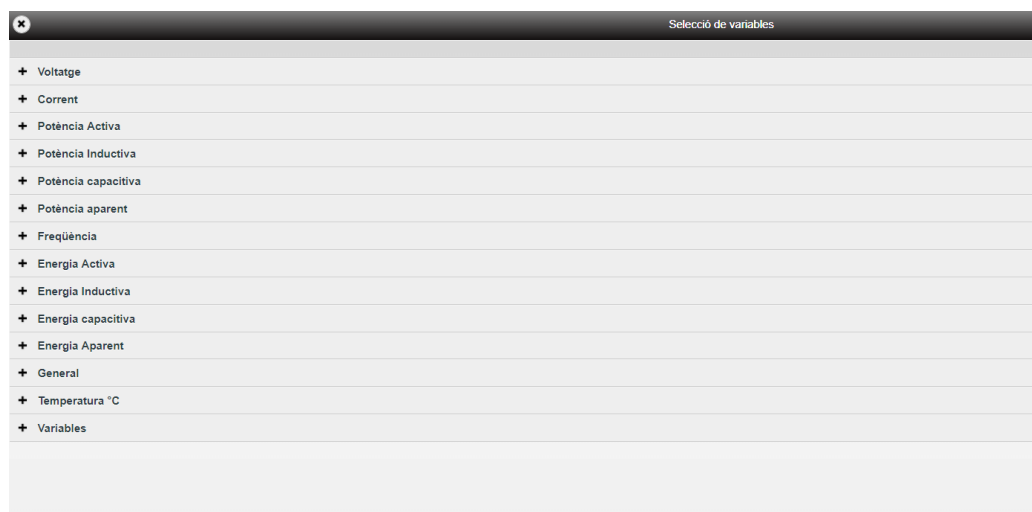 Selecció de variables
Voltatge
Corrent
Potència Activa
Potència Inductiva
Potència capacitiva
Potència aparent
Freqüència
Energia Activa
Energia Inductiva
Energia capacitiva
Energia Aparent
General
Temperatura °C
Variables